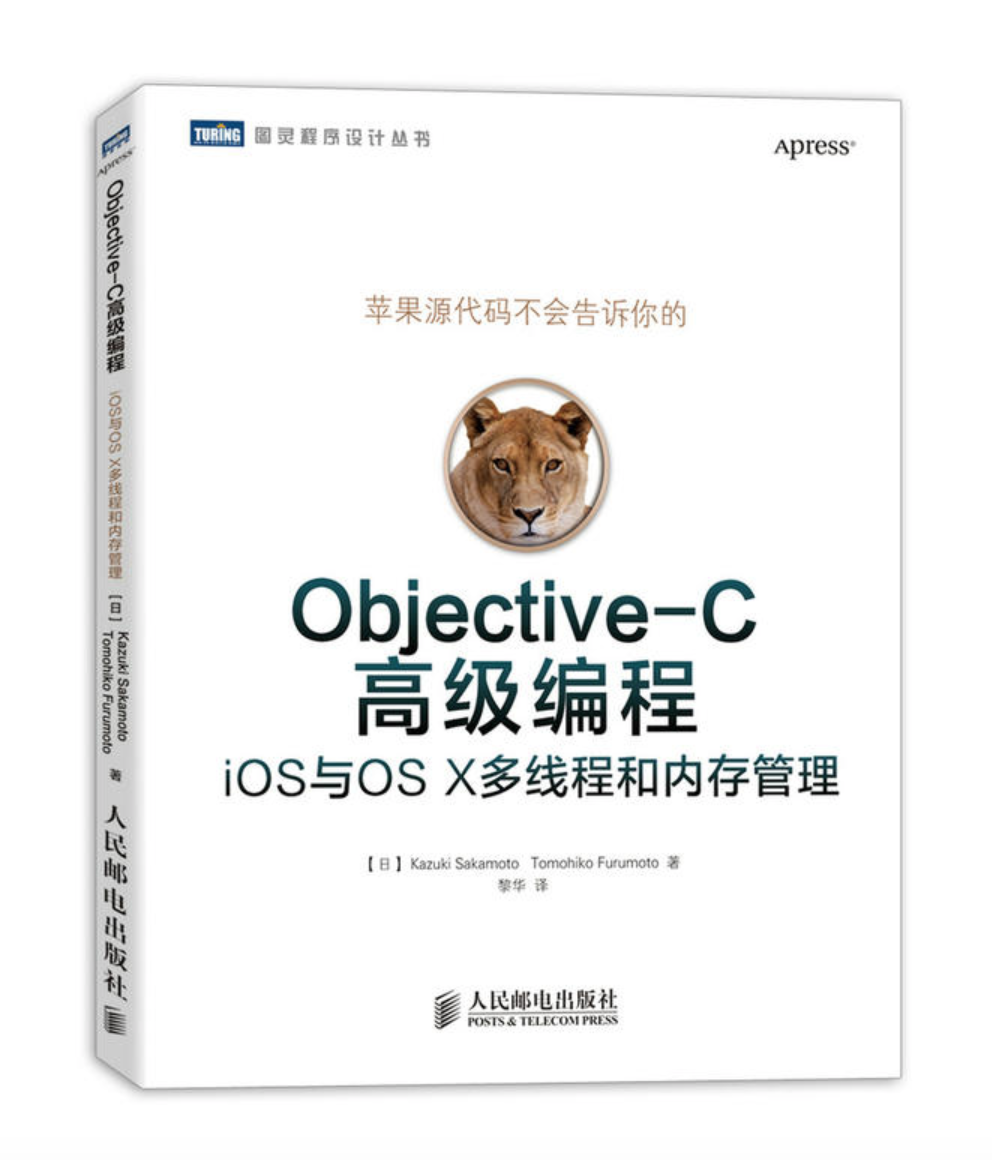 TURING 图灵程序设计丛书
Apress®
苹果源代码不会告诉你的
Objective-C
高级编程
iOS与OS X多线程和内存管理
【日】Kazuki Sakamoto Tomohiko Furumoto 著
黎华 译
人民邮电出版社
POSTS & TELECOM PRESS
TURING
Apress
Objective-C高级编程
iOS与OS X多线程和内存管理
【日】
Kazuki Sakamoto
Tomohiko Furumoto
著
人民邮电出版社